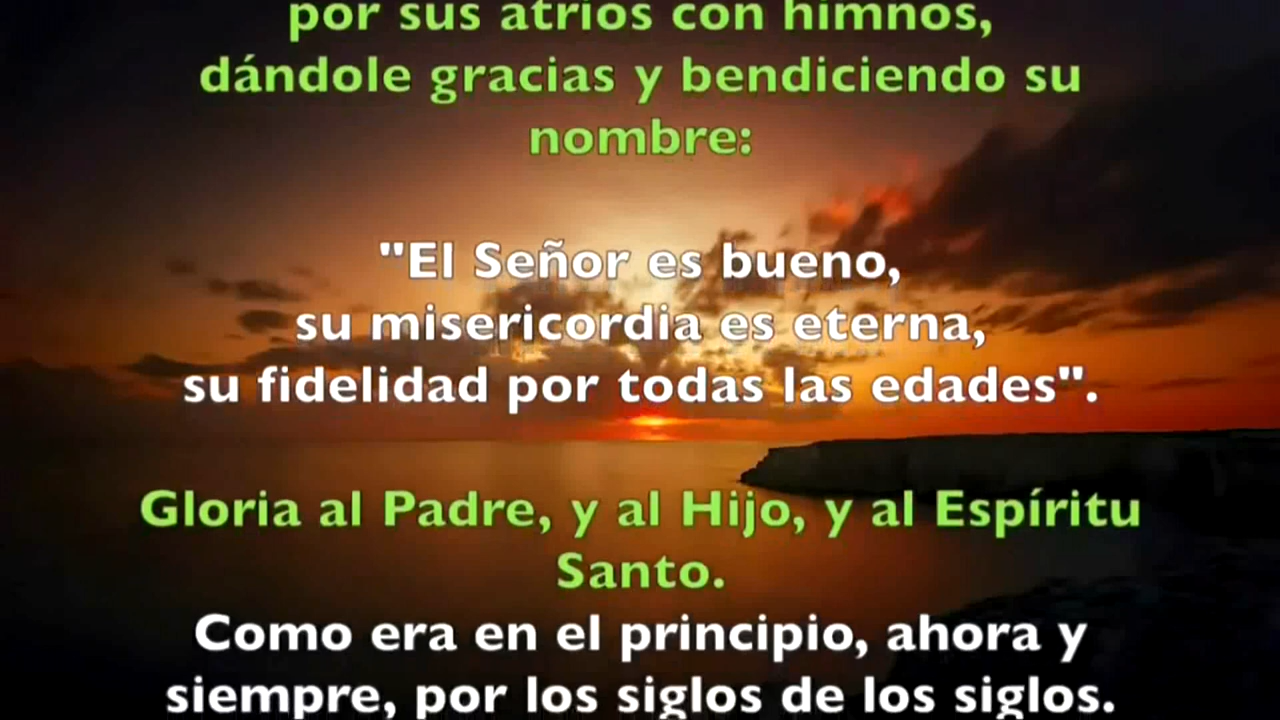 por sus atrios con himnos,
dándole gracias y bendiciendo su
nombre:
"El Señor es bueno,
su misericordia es eterna,
su fidelidad por todas las edades".
Gloria al Padre, y al Hijo, y al Espíritu
Santo.
Como era en el principio, ahora y
siempre, por los siglos de los siglos.